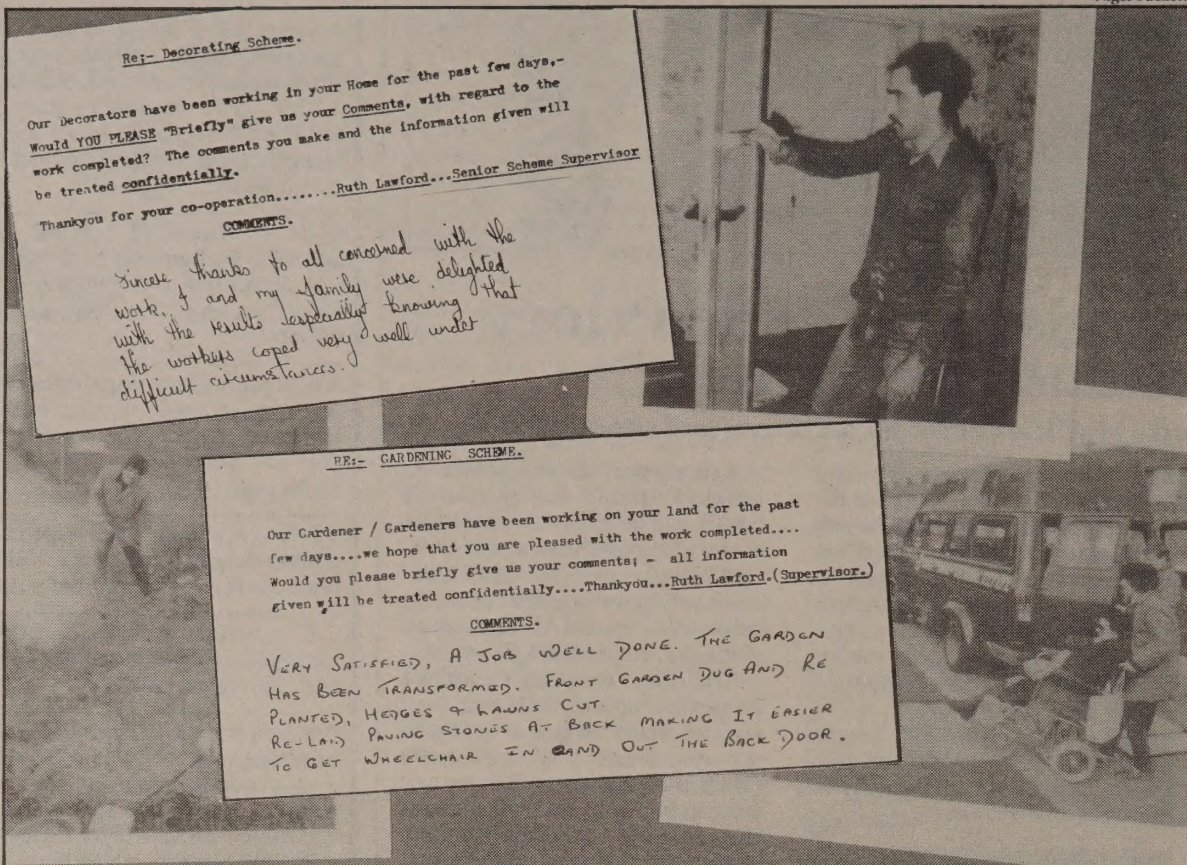 Re;- Decorating Scheme.
Our Decorators have been working in your Home for the past few days,-
Would YOU PLEASE "Briefly" give us your Comments, with regard to the
work completed? The comments you make and the information given will
be treated confidentially.
Thankyou for your co-operation........Ruth Lawford...Senior Scheme Supervisor
COMMENTS.
Sincere thanks to all concerned with the
work, I and my family were delighted
with the results especially knowing that
the workers coped very well under
difficult circumstances.
RE:- GARDENING SCHEME.
Our Gardener / Gardeners have been working on your land for the past
few days....we hope that you are pleased with the work completed....
Would you please briefly give us your comments; - all information
given will be treated confidentially....Thankyou...Ruth Lawford.(Supervisor.)
COMMENTS.
VERY SATISFIED, A JOB WELL DONE. THE GARDEN
HAS BEEN TRANSFORMED. FRONT GARDEN DUG AND RE
PLANTED, HEDGES & LAWNS CUT.
RE-LAID PAVING STONES AT BACK MAKING IT EASIER
TO GET WHEELCHAIR IN AND OUT THE BACK DOOR.